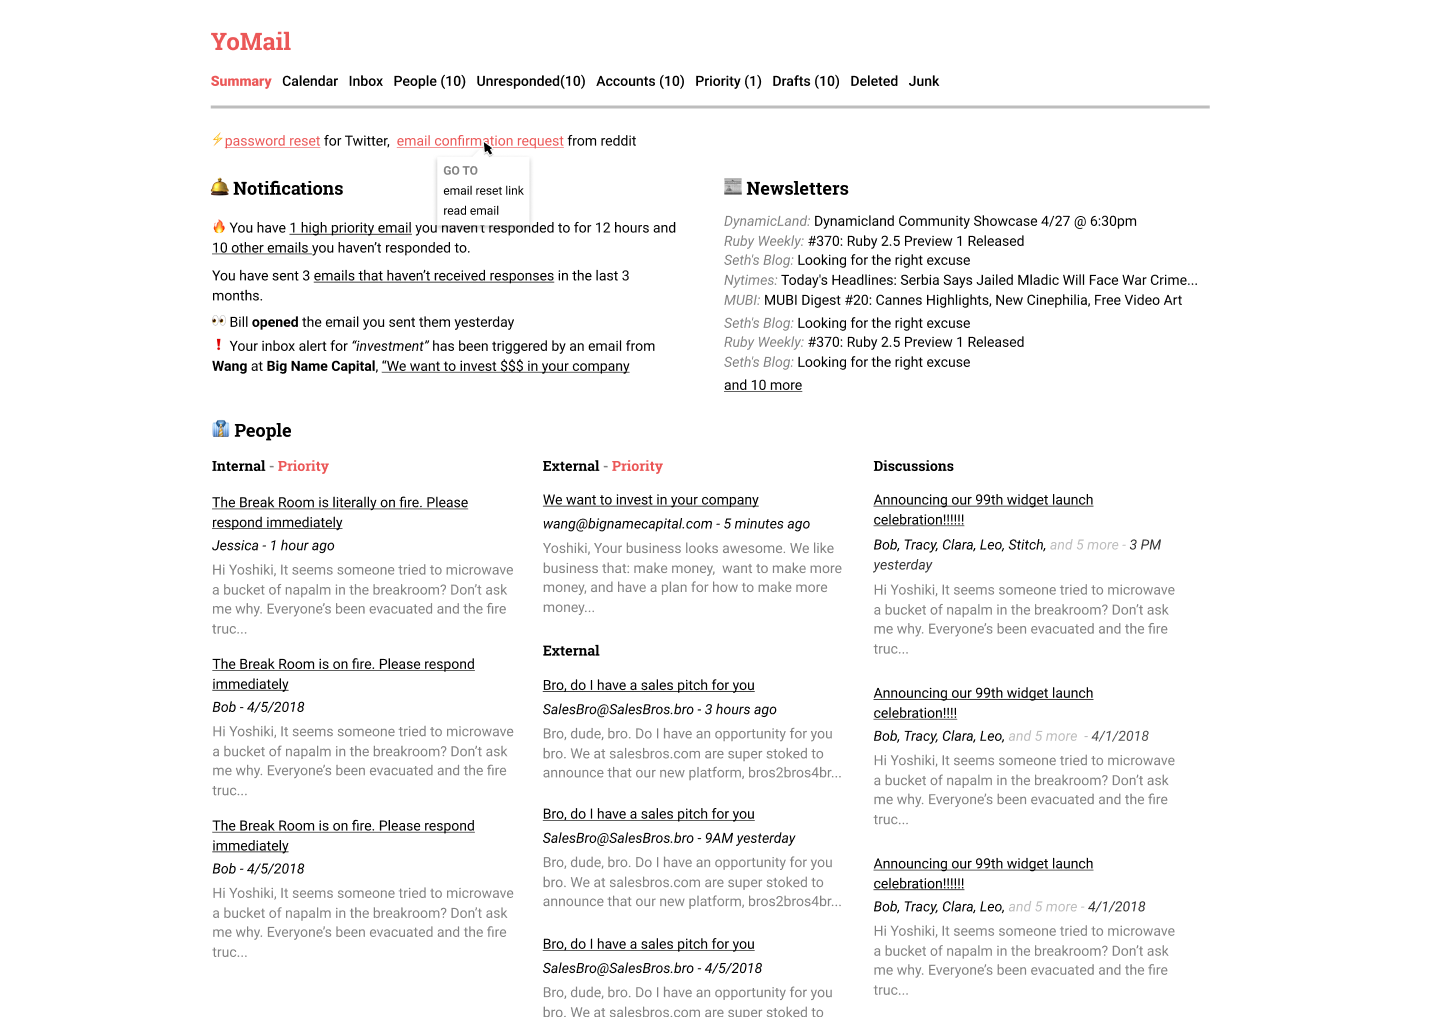 YoMail
Summary Calendar Inbox People (10) Unresponded(10) Accounts (10) Priority (1) Drafts (10) Deleted Junk
password reset for Twitter, email confirmation request from reddit
GO TO
email reset link
read email
Notifications
You have 1 high priority email you haven't responded to for 12 hours and
10 other emails you haven't responded to.
You have sent 3 emails that haven't received responses in the last 3
months.
Bill opened the email you sent them yesterday
Your inbox alert for “investment” has been triggered by an email from
Wang at Big Name Capital, “We want to invest $$$ in your company
Newsletters
DynamicLand: Dynamicland Community Showcase 4/27 @ 6:30pm
Ruby Weekly: #370: Ruby 2.5 Preview 1 Released
Seth's Blog: Looking for the right excuse
Nytimes: Today's Headlines: Serbia Says Jailed Mladic Will Face War Crime...
MUBI: MUBI Digest #20: Cannes Highlights, New Cinephilia, Free Video Art
Seth's Blog: Looking for the right excuse
Ruby Weekly: #370: Ruby 2.5 Preview 1 Released
Seth's Blog: Looking for the right excuse
and 10 more
People
Internal - Priority
The Break Room is literally on fire. Please
respond immediately
Jessica - 1 hour ago
Hi Yoshiki, It seems someone tried to microwave
a bucket of napalm in the breakroom? Don't ask
me why. Everyone's been evacuated and the fire
truc...
The Break Room is on fire. Please respond
immediately
Bob - 4/5/2018
Hi Yoshiki, It seems someone tried to microwave
a bucket of napalm in the breakroom? Don't ask
me why. Everyone's been evacuated and the fire
truc...
The Break Room is on fire. Please respond
immediately
Bob - 4/5/2018
Hi Yoshiki, It seems someone tried to microwave
a bucket of napalm in the breakroom? Don't ask
me why. Everyone's been evacuated and the fire
truc...
External - Priority
We want to invest in your company
wang@bignamecapital.com - 5 minutes ago
Yoshiki, Your business looks awesome. We like
business that: make money, want to make more
money, and have a plan for how to make more
money...
External
Bro, do I have a sales pitch for you
SalesBro@SalesBros.bro - 3 hours ago
Bro, dude, bro. Do I have an opportunity for you
bro. We at salesbros.com are super stoked to
announce that our new platform, bros2bros4br...
Bro, do I have a sales pitch for you
SalesBro@SalesBros.bro - 9AM yesterday
Bro, dude, bro. Do I have an opportunity for you
bro. We at salesbros.com are super stoked to
announce that our new platform, bros2bros4br...
Bro, do I have a sales pitch for you
SalesBro@SalesBros.bro - 4/5/2018
Bro, dude, bro. Do I have an opportunity for you
bro. We at salesbros.com are super stoked to
Discussions
Announcing our 99th widget launch
celebration!!!!!!
Bob, Tracy, Clara, Leo, Stitch, and 5 more - 3 PM
yesterday
Hi Yoshiki, It seems someone tried to microwave
a bucket of napalm in the breakroom? Don't ask
me why. Everyone's been evacuated and the fire
truc...
Announcing our 99th widget launch
celebration!!!!
Bob, Tracy, Clara, Leo, and 5 more - 4/1/2018
Hi Yoshiki, It seems someone tried to microwave
a bucket of napalm in the breakroom? Don't ask
me why. Everyone's been evacuated and the fire
truc...
Announcing our 99th widget launch
celebration!!!!!!
Bob, Tracy, Clara, Leo, and 5 more - 4/1/2018
Hi Yoshiki, It seems someone tried to microwave
a bucket of napalm in the breakroom? Don't ask
me why. Everyone's been evacuated and the fire
truc...